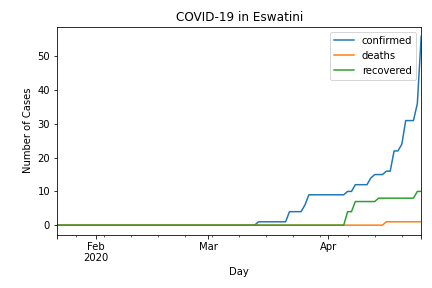 COVID-19 in Eswatini
confirmed
deaths
recovered
Number of Cases
50
40
30
20
10
0
Feb
2020
Mar
Apr
Day